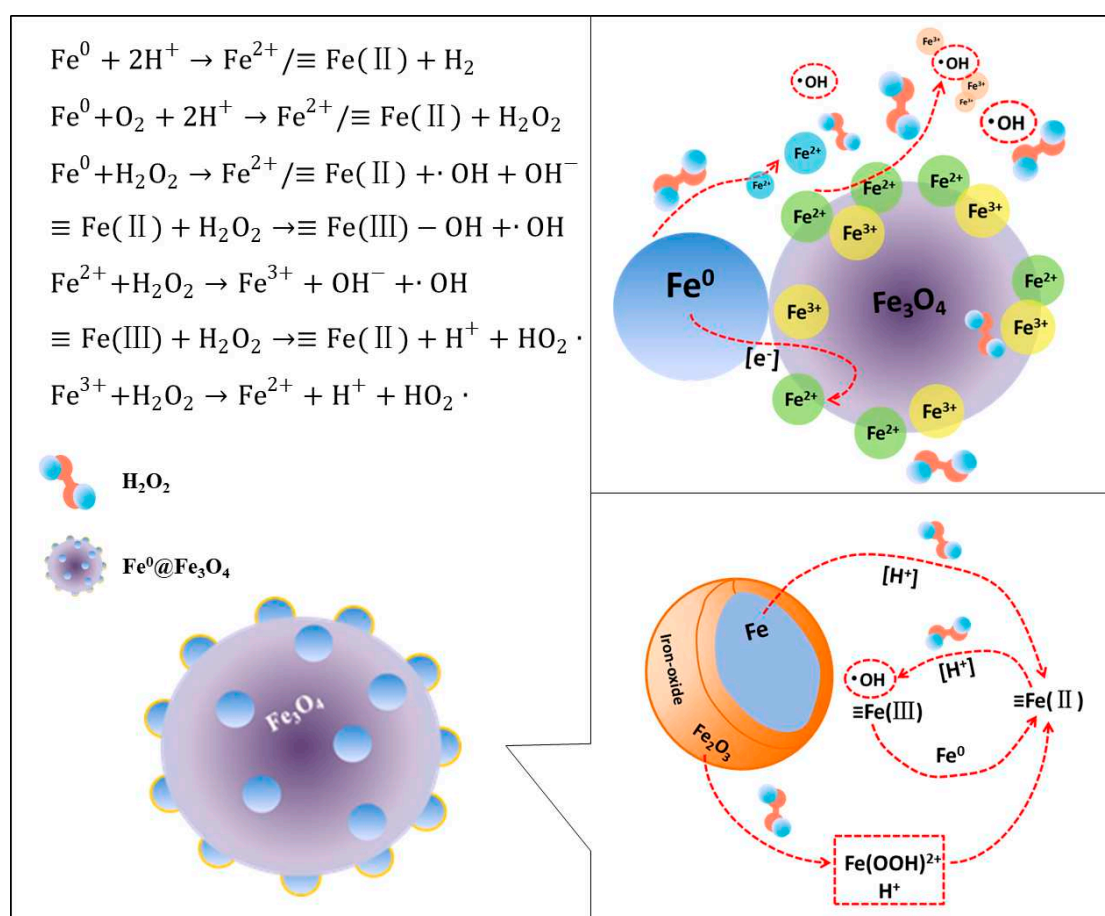 Fe⁰ + 2H⁺ → Fe²⁺/≡ Fe(Ⅱ) + H₂
Fe⁰+O₂ + 2H⁺ → Fe²⁺/≡ Fe(Ⅱ) + H₂O₂
Fe⁰+H₂O₂ → Fe²⁺/≡ Fe(Ⅱ) +· OH + OH⁻
≡ Fe(Ⅱ) + H₂O₂ →≡ Fe(III) − OH +· OH
Fe²⁺+H₂O₂ → Fe³⁺ + OH⁻ +· OH
≡ Fe(III) + H₂O₂ →≡ Fe(Ⅱ) + H⁺ + HO₂ ·
Fe³⁺+H₂O₂ → Fe²⁺ + H⁺ + HO₂ ·
H₂O₂
Fe⁰@Fe₃O₄
Fe₃O₄
Fe³⁺
•OH
•OH
Fe³⁺
Fe³⁺
•OH
Fe²⁺
Fe²⁺
Fe²⁺
Fe²⁺
Fe²⁺
Fe³⁺
Fe³⁺
Fe²⁺
Fe⁰
Fe₃O₄
Fe³⁺
Fe³⁺
[e⁻]
Fe²⁺
Fe³⁺
Fe²⁺
[H⁺]
Fe
Iron-oxide
Fe₂O₃
[H⁺]
•OH
≡Fe(Ⅲ)
≡Fe(Ⅱ)
Fe⁰
Fe(OOH)²⁺
H⁺